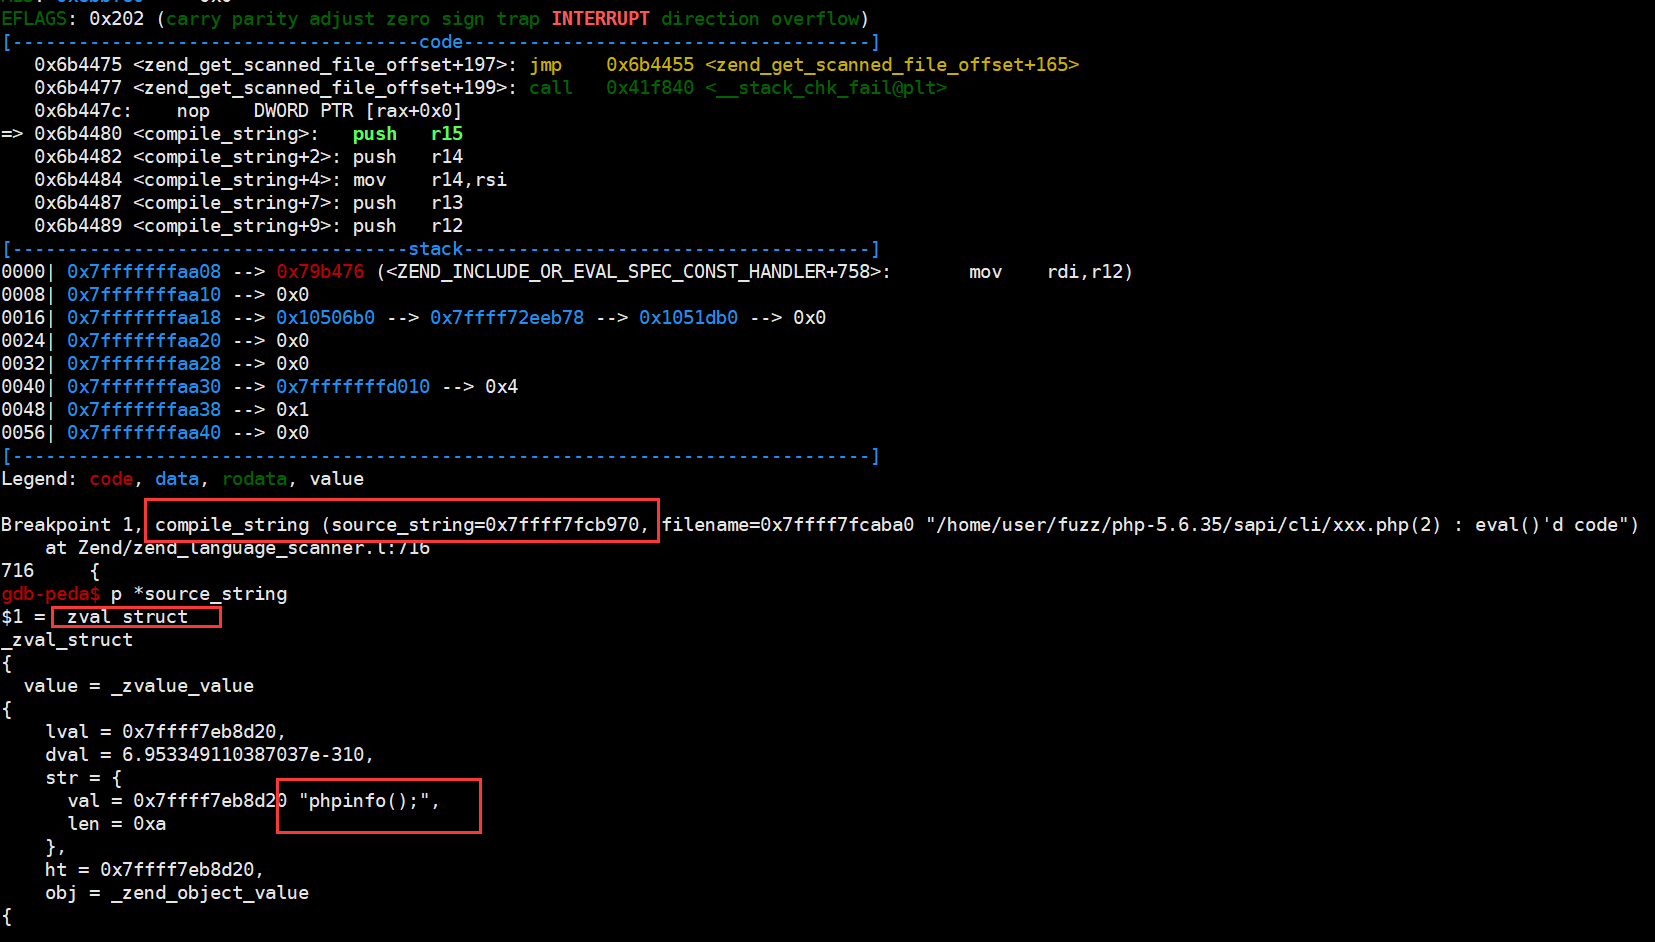 EFLAGS: 0x202 (carry parity adjust zero sign trap INTERRUPT direction overflow)
[-------------------------------------code-------------------------------------]
   0x6b4475 <zend_get_scanned_file_offset+197>: jmp    0x6b4455 <zend_get_scanned_file_offset+165>
   0x6b4477 <zend_get_scanned_file_offset+199>: call   0x41f840 <__stack_chk_fail@plt>
   0x6b447c:    nop    DWORD PTR [rax+0x0]
=> 0x6b4480 <compile_string>:   push   r15
   0x6b4482 <compile_string+2>: push   r14
   0x6b4484 <compile_string+4>: mov    r14,rsi
   0x6b4487 <compile_string+7>: push   r13
   0x6b4489 <compile_string+9>: push   r12
[------------------------------------stack-------------------------------------]
0000| 0x7fffffffaa08 --> 0x79b476 (<ZEND_INCLUDE_OR_EVAL_SPEC_CONST_HANDLER+758>:       mov    rdi,r12)
0008| 0x7fffffffaa10 --> 0x0
0016| 0x7fffffffaa18 --> 0x10506b0 --> 0x7ffff72eeb78 --> 0x1051db0 --> 0x0
0024| 0x7fffffffaa20 --> 0x0
0032| 0x7fffffffaa28 --> 0x0
0040| 0x7fffffffaa30 --> 0x7fffffffd010 --> 0x4
0048| 0x7fffffffaa38 --> 0x1
0056| 0x7fffffffaa40 --> 0x0
[------------------------------------------------------------------------------]
Legend: code, data, rodata, value
Breakpoint 1, compile_string (source_string=0x7ffff7fcb970, filename=0x7ffff7fcaba0 "/home/user/fuzz/php-5.6.35/sapi/cli/xxx.php(2) : eval()'d code")
    at Zend/zend_language_scanner.l:716
716     {
gdb-peda$ p *source_string
$1 = _zval_struct
_zval_struct
{
  value = _zvalue_value
{
    lval = 0x7ffff7eb8d20,
    dval = 6.953349110387037e-310,
    str = {
      val = 0x7ffff7eb8d20 "phpinfo();",
      len = 0xa
    },
    ht = 0x7ffff7eb8d20,
    obj = _zend_object_value
{